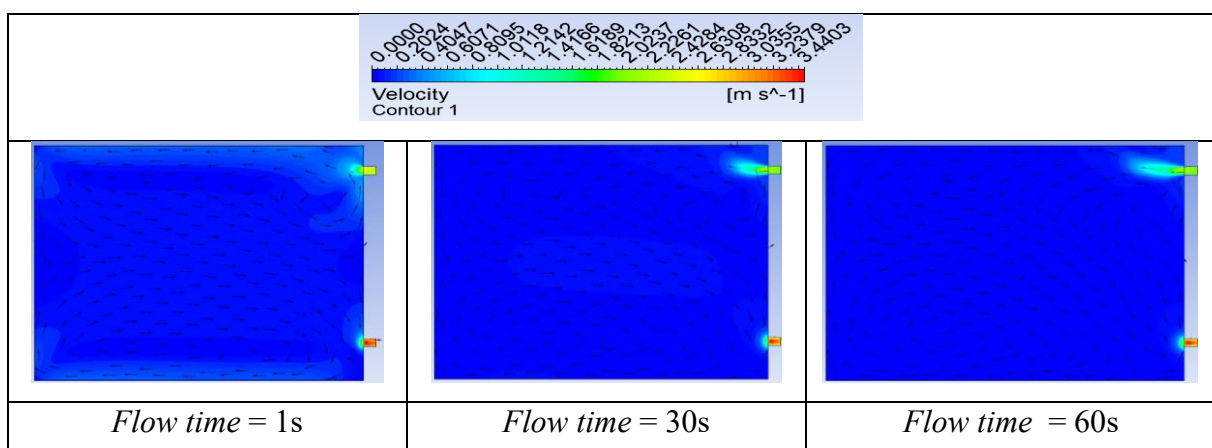 0.0000 0.2024 0.4047 0.6071 0.8095 1.0118 1.2142 1.4166 1.6189 1.8213 2.0237 2.2261 2.4284 2.6308 2.8332 3.0355 3.2379 3.4403
Velocity [m s^-1]
Contour 1
Flow time = 1s Flow time = 30s Flow time = 60s